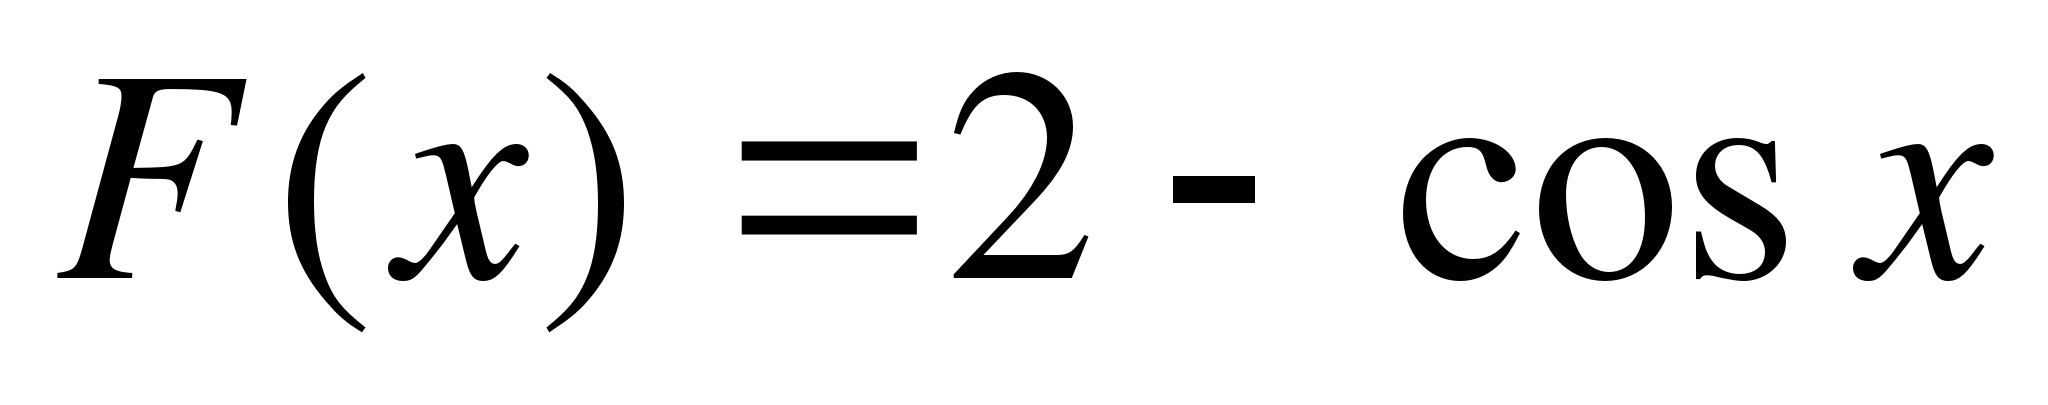 F(x) =2 - cos x